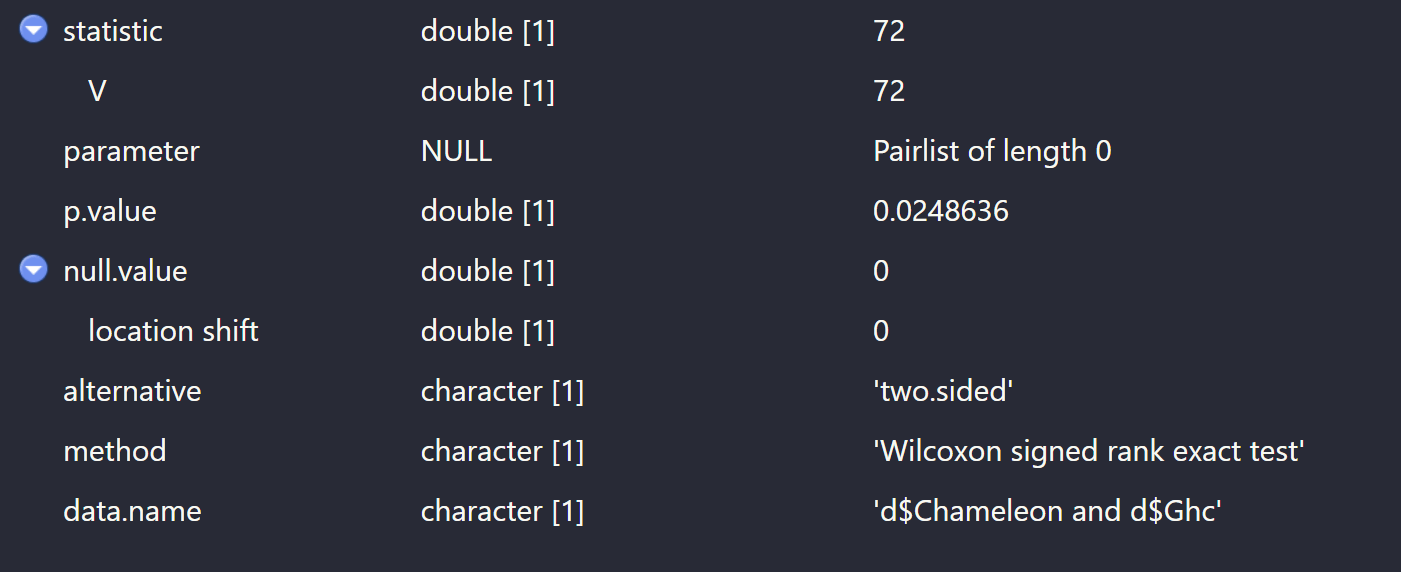 statistic double [1] 72
V double [1] 72
parameter NULL Pairlist of length 0
p.value double [1] 0.0248636
null.value double [1] 0
location shift double [1] 0
alternative character [1] 'two.sided'
method character [1] 'Wilcoxon signed rank exact test'
data.name character [1] 'd$Chameleon and d$Ghc'